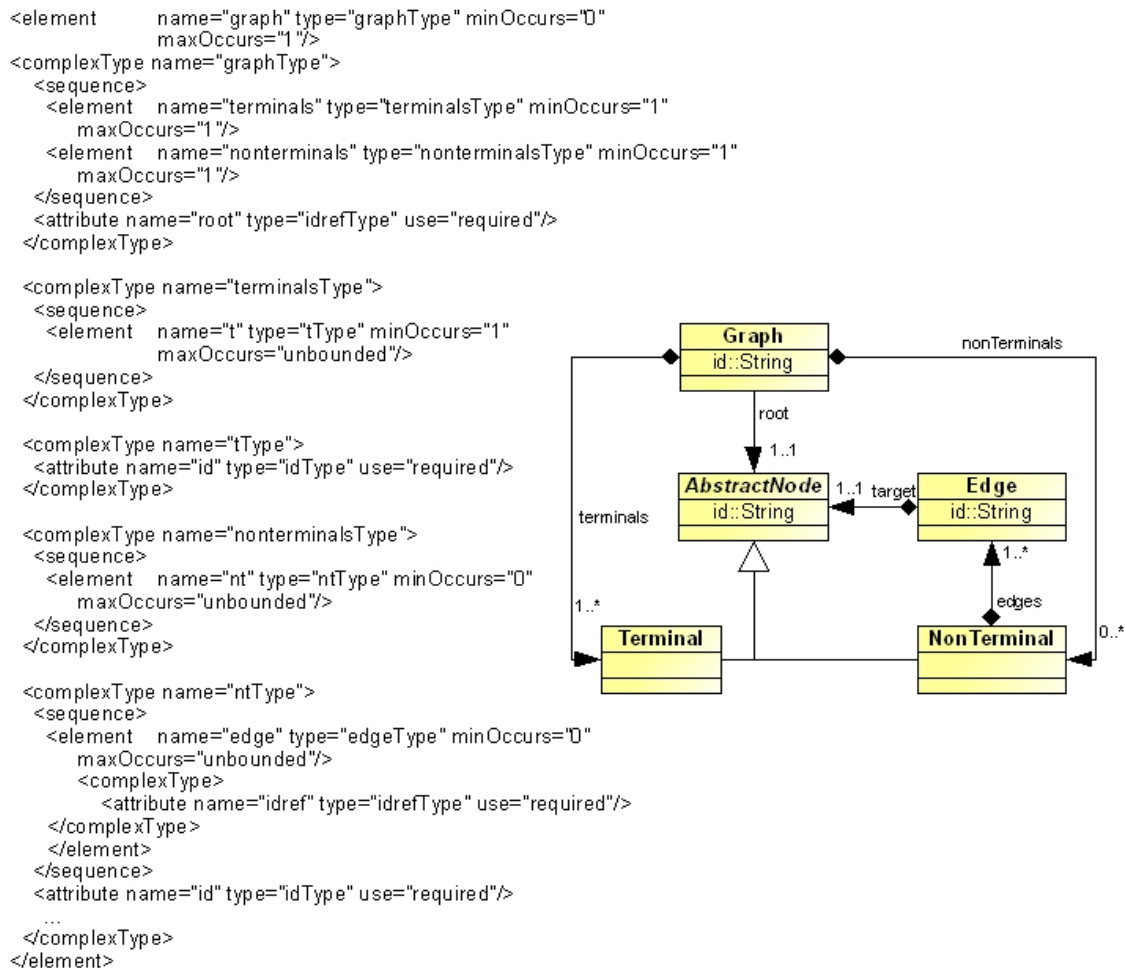 <element name="graph" type="graphType" minOccurs="0"
maxOccurs="1"/>
<complexType name="graphType">
<sequence>
<element name="terminals" type="terminalsType" minOccurs="1"
maxOccurs="1"/>
<element name="nonterminals" type="nonterminalsType" minOccurs="1"
maxOccurs="1"/>
</sequence>
<attribute name="root" type="idrefType" use="required"/>
</complexType>
<complexType name="terminalsType">
<sequence>
<element name="t" type="tType" minOccurs="1"
maxOccurs="unbounded"/>
</sequence>
</complexType>
<complexType name="tType">
<attribute name="id" type="idType" use="required"/>
</complexType>
<complexType name="nonterminalsType">
<sequence>
<element name="nt" type="ntType" minOccurs="0"
maxOccurs="unbounded"/>
</sequence>
</complexType>
<complexType name="ntType">
<sequence>
<element name="edge" type="edgeType" minOccurs="0"
maxOccurs="unbounded"/>
<complexType>
<attribute name="idref" type="idrefType" use="required"/>
</complexType>
</element>
</sequence>
<attribute name="id" type="idType" use="required"/>
...
</complexType>
</element>
Graph
id::String
nonTerminals
root
1..1
AbstractNode
id::String
1..1 target
Edge
id::String
terminals
1..*
edges
1..*
Terminal
NonTerminal
0..*